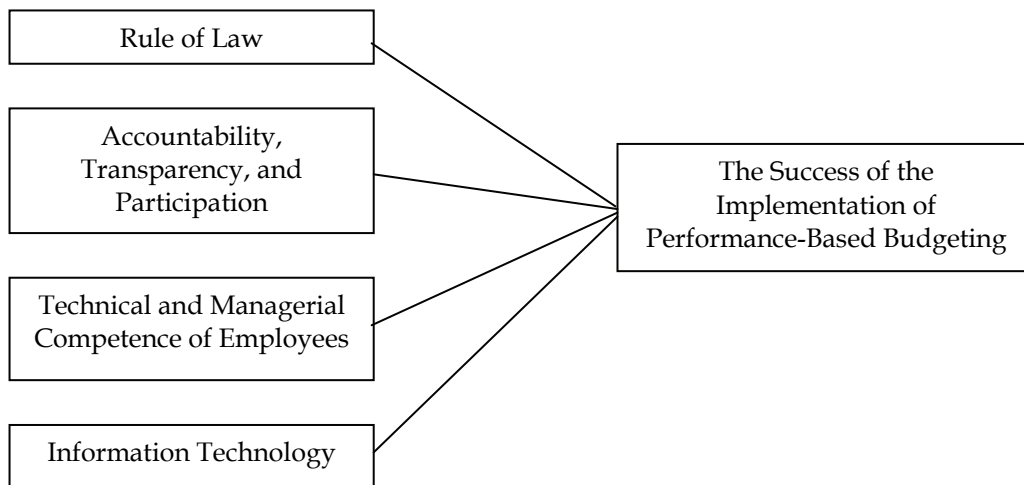 Rule of Law
Accountability,
Transparency, and
Participation
Technical and Managerial
Competence of Employees
Information Technology
The Success of the
Implementation of
Performance-Based Budgeting